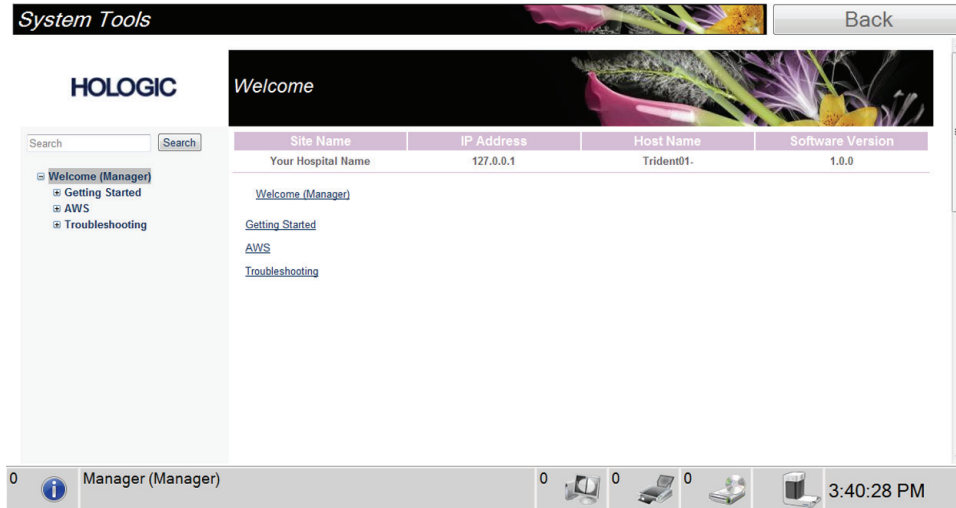 System Tools
Back
HOLOGIC
Welcome
Search
Search
Site Name IP Address Host Name Software Version
Your Hospital Name 127.0.0.1 Trident01- 1.0.0
Welcome (Manager)
Getting Started
AWS
Troubleshooting
Welcome (Manager)
Getting Started
AWS
Troubleshooting
0 Manager (Manager) 0 0 0 3:40:28 PM